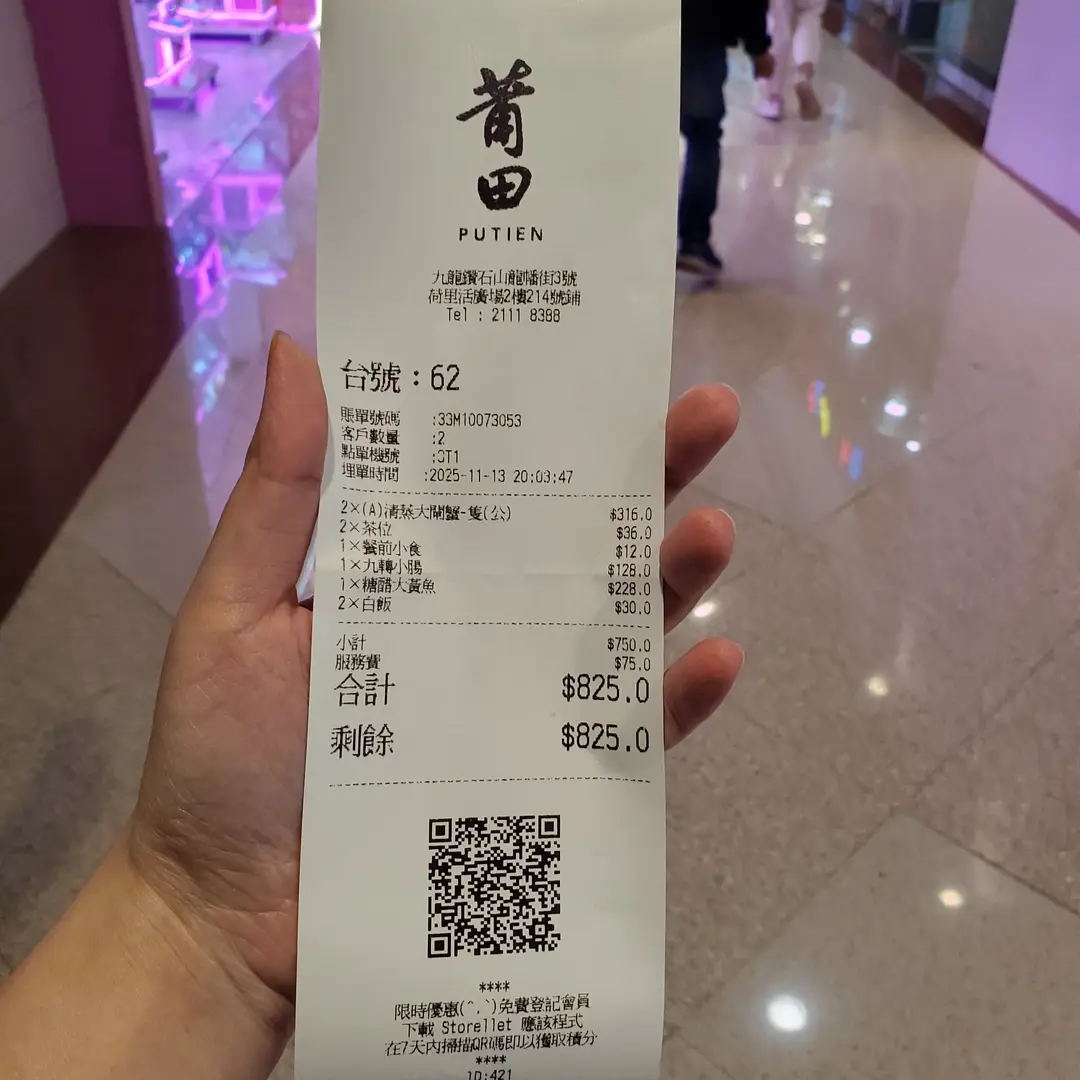 莆田
PUTIEN
九龍鑽石山龍蟠街3號
荷里活廣場2樓214號鋪
Tel : 2111 8388
台號：62
賬單號碼 :33M10073053
客戶數量 :2
點單機號 :ST1
埋單時間 :2025-11-13 20:03:47
2×(A)清蒸大閘蟹-隻(公) $316.0
2×茶位 $36.0
1×餐前小食 $12.0
1×九轉小腸 $128.0
1×糖醋大黃魚 $228.0
2×白飯 $30.0
小計 $750.0
服務費 $75.0
合計 $825.0
剩餘 $825.0
****
限時優惠(^,^)免費登記會員
下載 Storellet 應該程式
在7天內掃描QR碼即以獲取積分
****
ID:421